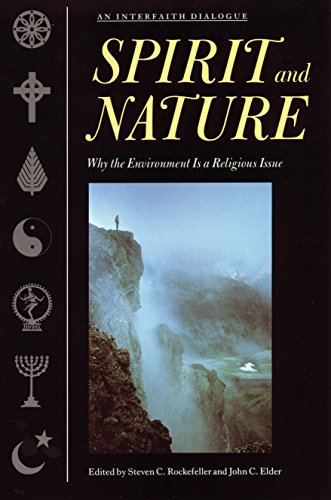 AN INTERFAITH DIALOGUE
SPIRIT and
NATURE
Why the Environment Is a Religious Issue
Edited by Steven C. Rockefeller and John C. Elder